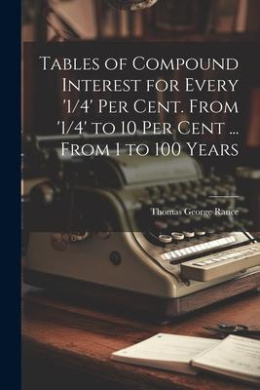 Tables of Compound
Interest for Every
'1/4' Per Cent. From
'1/4' to 10 Per Cent ...
From 1 to 100 Years
Thomas George Rance